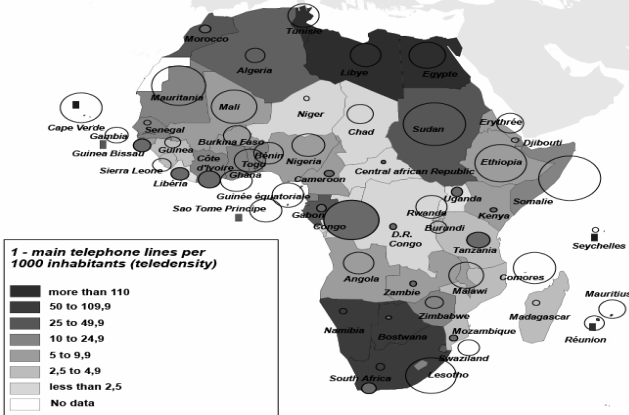 Tunisie
Morocco
Algeria
Libye
Egypte
Mauritania
Mali
Niger
Chad
Sudan
Erythrée
Cape Verde
Gambia
Senegal
Burkina Faso
Djibouti
Guinea Bissau
Guinea
Côte
d'Ivoire
Bénin
Togo
Ghana
Nigeria
Ethiopia
Sierra Leone
Libéria
Cameroon
Central african Republic
Somalie
Guinée équatoriale
Sao Tome Principe
Gabon
Congo
Rwanda
Uganda
Kenya
Burundi
D.R.
Congo
Tanzania
Seychelles
Angola
Zambie
Malawi
Comores
Mauritius
Zimbabwe
Madagascar
Réunion
Namibia
Bostwana
Mozambique
Swaziland
South Africa
Lesotho
1 - main telephone lines per
1000 inhabitants (teledensity)
more than 110
50 to 109,9
25 to 49,9
10 to 24,9
5 to 9,9
2,5 to 4,9
less than 2,5
No data